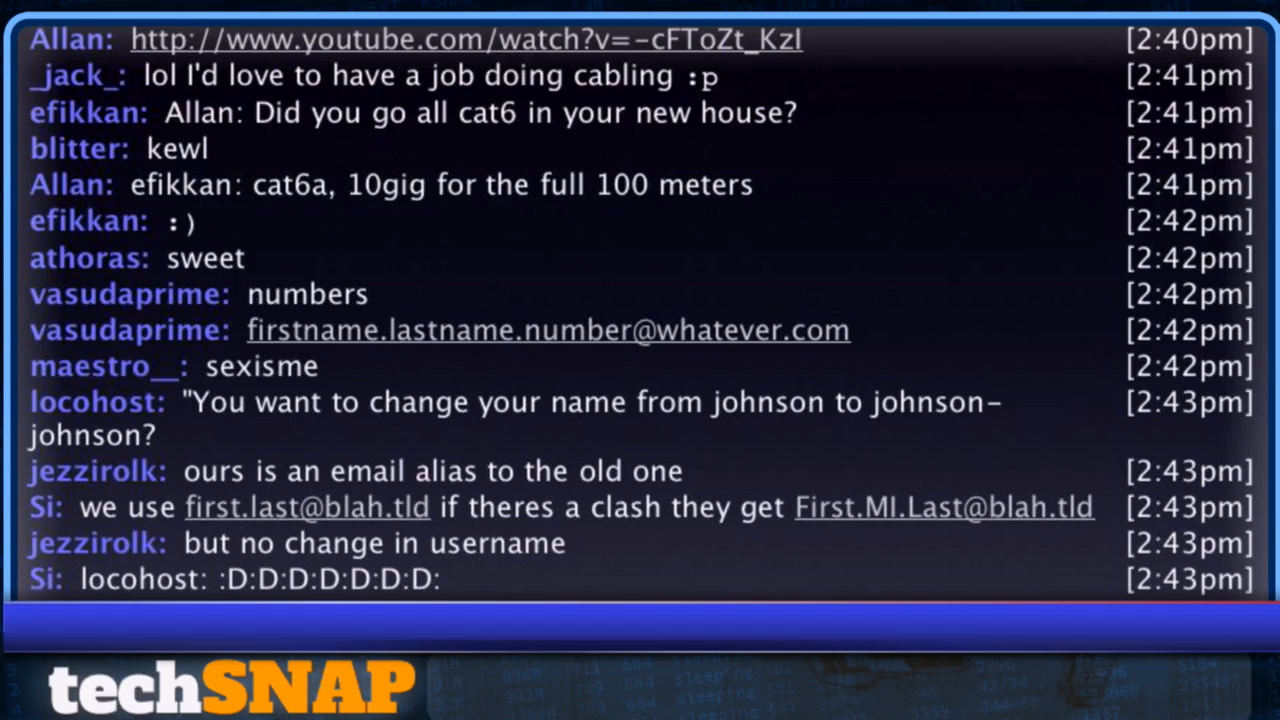 Allan: http://www.youtube.com/watch?v=-cFToZt_KzI [2:40pm]
_jack_: lol I'd love to have a job doing cabling :p [2:41pm]
efikkan: Allan: Did you go all cat6 in your new house? [2:41pm]
blitter: kewl [2:41pm]
Allan: efikkan: cat6a, 10gig for the full 100 meters [2:41pm]
efikkan: :) [2:42pm]
athoras: sweet [2:42pm]
vasudaprime: numbers [2:42pm]
vasudaprime: firstname.lastname.number@whatever.com [2:42pm]
maestro__: sexisme [2:42pm]
locohost: "You want to change your name from johnson to johnson- [2:43pm]
johnson?
jezzirolk: ours is an email alias to the old one [2:43pm]
Si: we use first.last@blah.tld if theres a clash they get First.MI.Last@blah.tld [2:43pm]
jezzirolk: but no change in username [2:43pm]
Si: locohost: :D:D:D:D:D:D:D: [2:43pm]
techSNAP